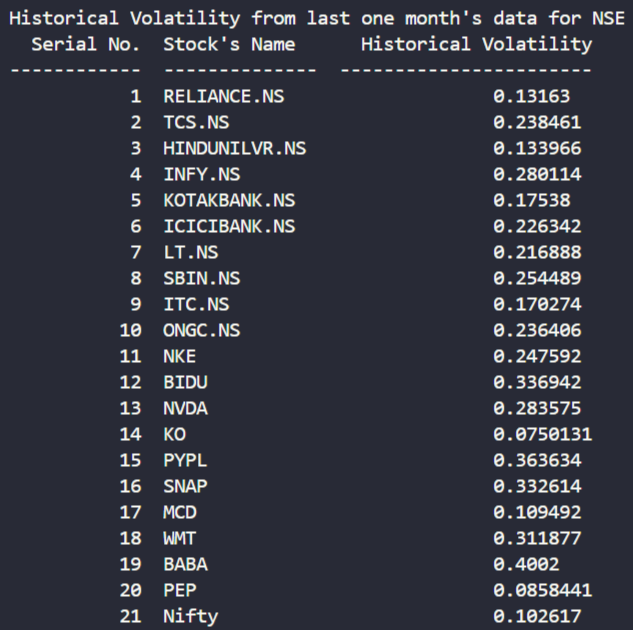 Historical Volatility from last one month's data for NSE
Serial No. Stock's Name Historical Volatility
------------ -------------- -----------------------
1 RELIANCE.NS 0.13163
2 TCS.NS 0.238461
3 HINDUNILVR.NS 0.133966
4 INFY.NS 0.280114
5 KOTAKBANK.NS 0.17538
6 ICICIBANK.NS 0.226342
7 LT.NS 0.216888
8 SBIN.NS 0.254489
9 ITC.NS 0.170274
10 ONGC.NS 0.236406
11 NKE 0.247592
12 BIDU 0.336942
13 NVDA 0.283575
14 KO 0.0750131
15 PYPL 0.363634
16 SNAP 0.332614
17 MCD 0.109492
18 WMT 0.311877
19 BABA 0.4002
20 PEP 0.0858441
21 Nifty 0.102617